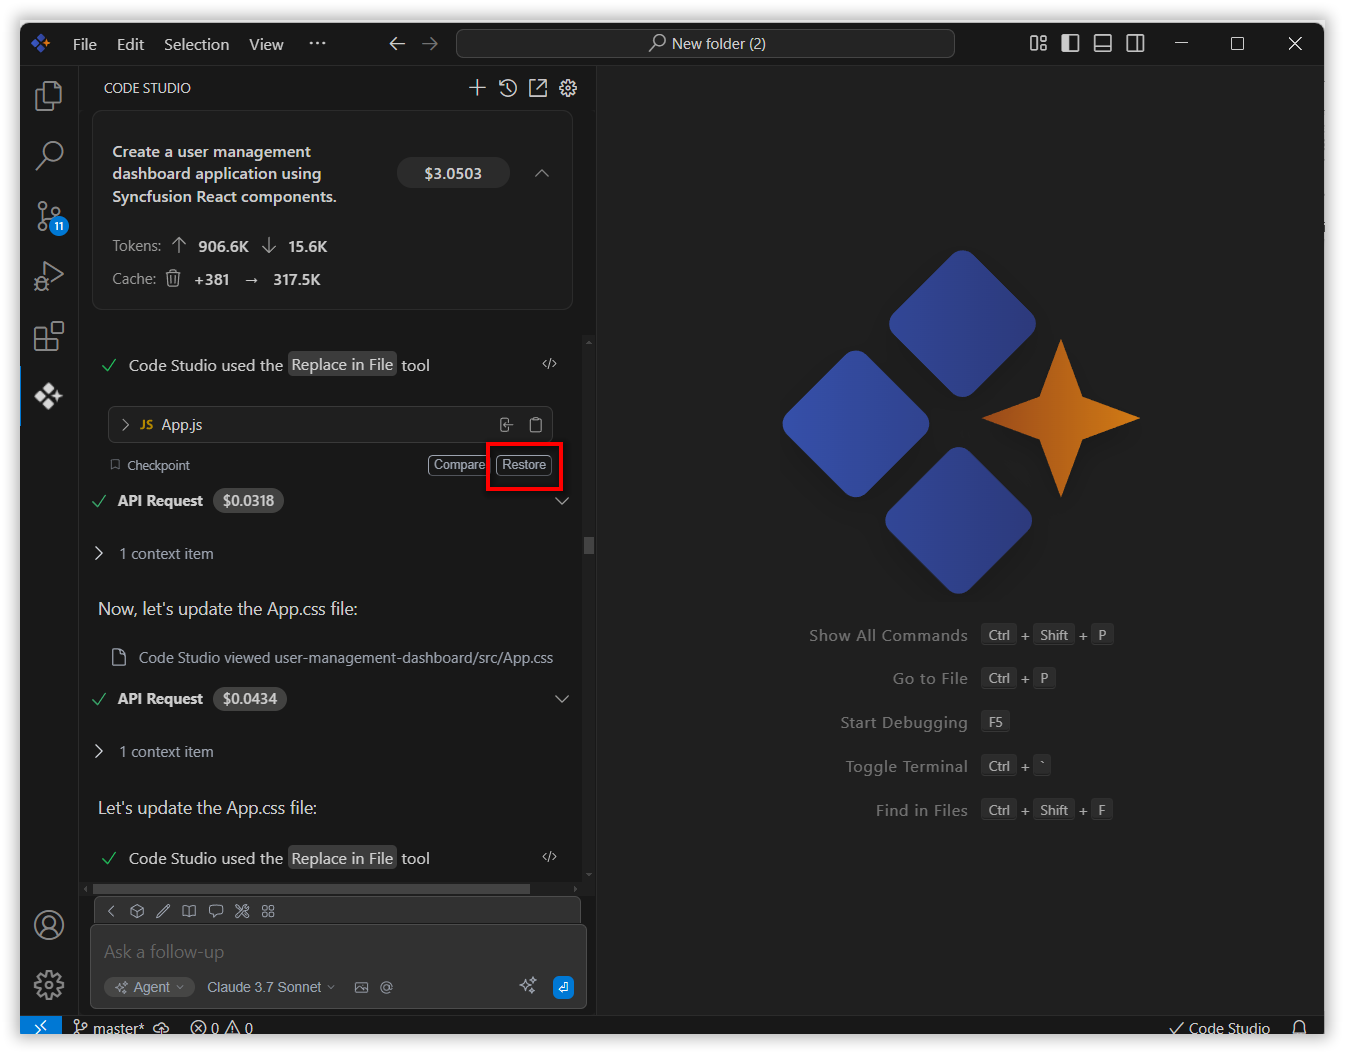 File Edit Selection View ··· New folder (2)
CODE STUDIO
Create a user management
dashboard application using
Syncfusion React components.
$3.0503
Tokens: ↑ 906.6K ↓ 15.6K
Cache: +381 → 317.5K
11
Code Studio used the Replace in File tool
JS App.js
Checkpoint Compare Restore
API Request $0.0318
1 context item
Now, let's update the App.css file:
Code Studio viewed user-management-dashboard/src/App.css
API Request $0.0434
1 context item
Let's update the App.css file:
Code Studio used the Replace in File tool
Ask a follow-up
Agent Claude 3.7 Sonnet
Show All Commands Ctrl + Shift + P
Go to File Ctrl + P
Start Debugging F5
Toggle Terminal Ctrl + `
Find in Files Ctrl + Shift + F
master* 0 0 Code Studio